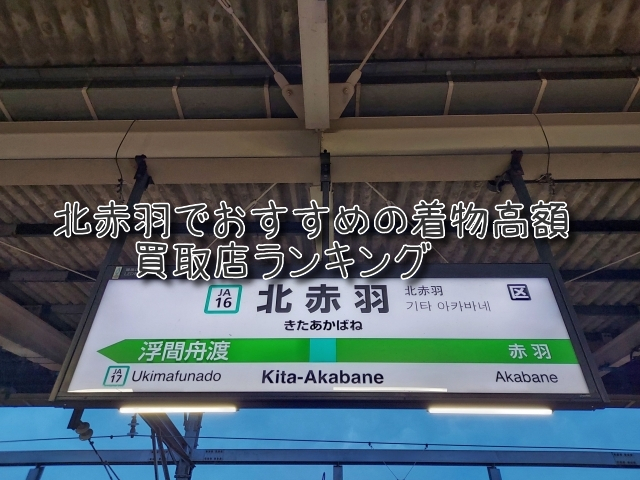 北赤羽でおすすめの着物高額
買取店ランキング
JA
16
北赤羽
北赤羽
기타 아카바네
区
きたあかばね
浮間舟渡
赤羽
JA
17
Ukimafunado
Kita-Akabane
Akabane